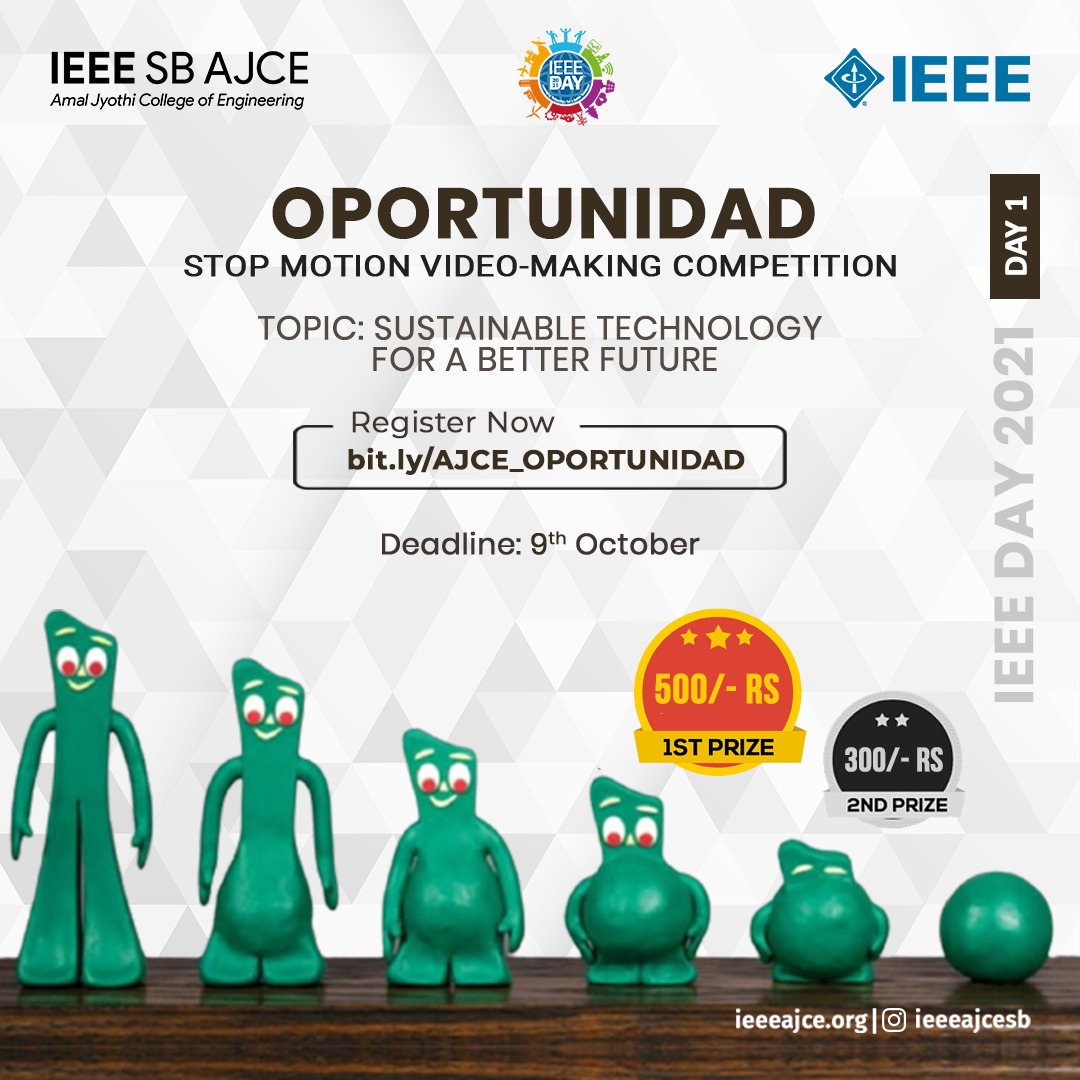 IEEE SB AJCE
Amal Jyothi College of Engineering
IEEE
DAY
2021
IEEE
OPORTUNIDAD
STOP MOTION VIDEO-MAKING COMPETITION
DAY 1
IEEE DAY 2021
TOPIC: SUSTAINABLE TECHNOLOGY
FOR A BETTER FUTURE
Register Now
bit.ly/AJCE_OPORTUNIDAD
Deadline: 9th October
500/- RS
1ST PRIZE
300/- RS
2ND PRIZE
ieeeajce.org| ieeeajcesb